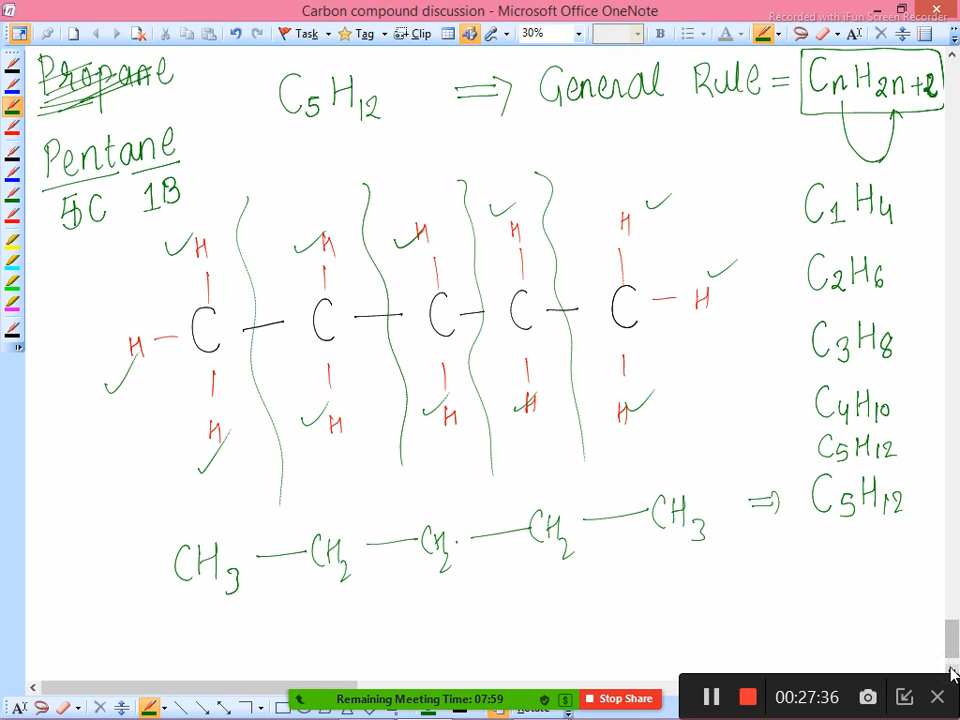 Carbon compound discussion - Microsoft Office OneNote
Recorded with iFun Screen Recorder
Task Tag Clip 30% B A A
Propane C5H12 ⇒ General Rule = CnH2n+2
Pentane
5C 1B
C1H4
C2H6
C3H8
C4H10
C5H12
H H H H H
H - C - C - C - C - C - H
H H H H H
CH3 - CH2 - CH2 - CH2 - CH3 ⇒ C5H12
Remaining Meeting Time: 07:59 Stop Share
00:27:36